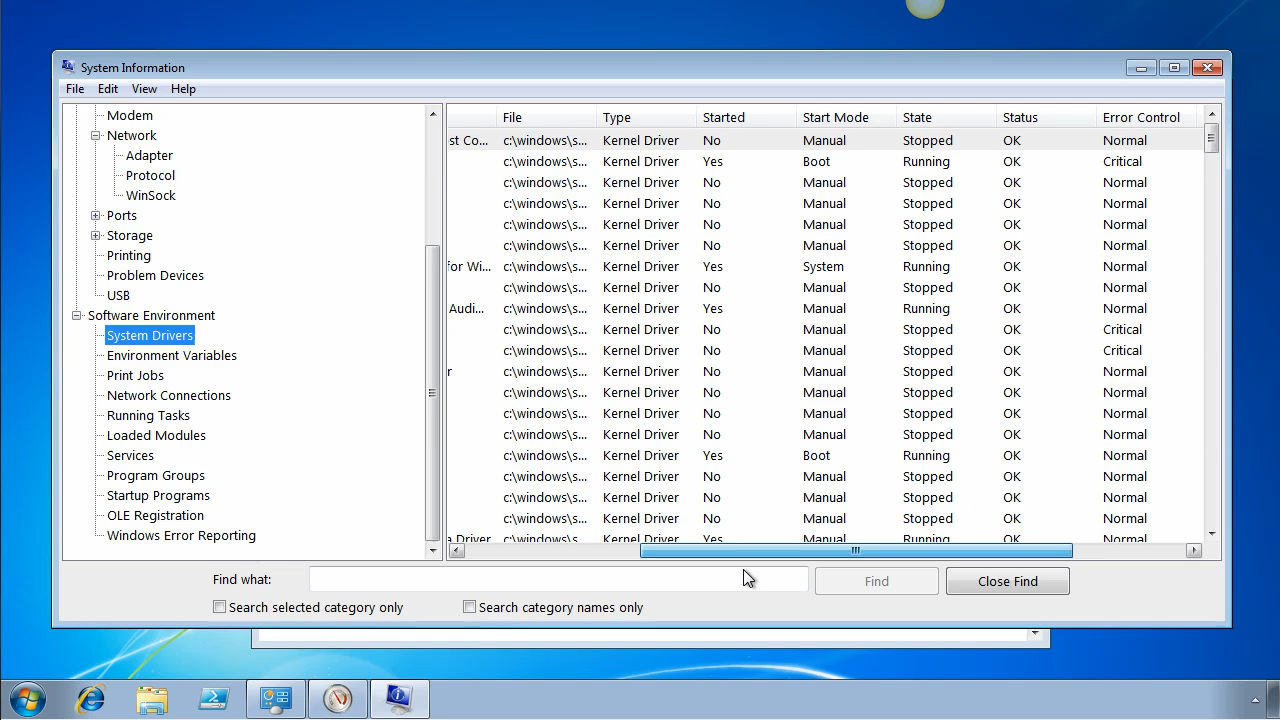 System Information
File Edit View Help
Modem
Network
Adapter
Protocol
WinSock
Ports
Storage
Printing
Problem Devices
USB
Software Environment
System Drivers
Environment Variables
Print Jobs
Network Connections
Running Tasks
Loaded Modules
Services
Program Groups
Startup Programs
OLE Registration
Windows Error Reporting
File Type Started Start Mode State Status Error Control
st Co... c:\windows\s... Kernel Driver No Manual Stopped OK Normal
c:\windows\s... Kernel Driver Yes Boot Running OK Critical
c:\windows\s... Kernel Driver No Manual Stopped OK Normal
c:\windows\s... Kernel Driver No Manual Stopped OK Normal
c:\windows\s... Kernel Driver No Manual Stopped OK Normal
c:\windows\s... Kernel Driver No Manual Stopped OK Normal
for Wi... c:\windows\s... Kernel Driver Yes System Running OK Normal
c:\windows\s... Kernel Driver No Manual Stopped OK Normal
Audi... c:\windows\s... Kernel Driver Yes Manual Running OK Normal
c:\windows\s... Kernel Driver No Manual Stopped OK Critical
c:\windows\s... Kernel Driver No Manual Stopped OK Critical
r c:\windows\s... Kernel Driver No Manual Stopped OK Normal
c:\windows\s... Kernel Driver No Manual Stopped OK Normal
c:\windows\s... Kernel Driver No Manual Stopped OK Normal
c:\windows\s... Kernel Driver No Manual Stopped OK Normal
c:\windows\s... Kernel Driver Yes Boot Running OK Normal
c:\windows\s... Kernel Driver No Manual Stopped OK Normal
c:\windows\s... Kernel Driver No Manual Stopped OK Normal
c:\windows\s... Kernel Driver No Manual Stopped OK Normal
a Driver c:\windows\s... Kernel Driver Yes Manual Running OK Normal
Find what: Find Close Find
Search selected category only Search category names only